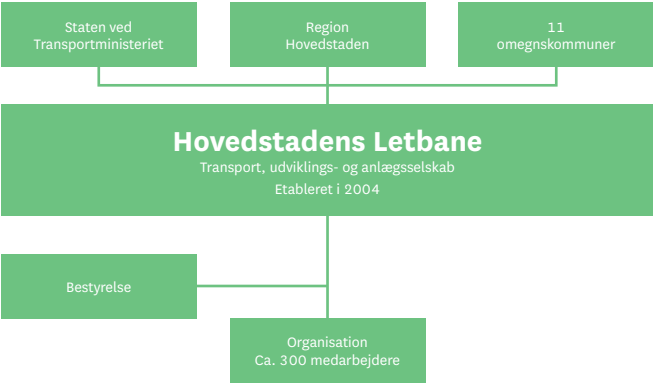 Staten ved
Transportministeriet
Region
Hovedstaden
11
omegnskommuner
Hovedstadens Letbane
Transport, udviklings- og anlægsselskab
Etableret i 2004
Bestyrelse
Organisation
Ca. 300 medarbejdere